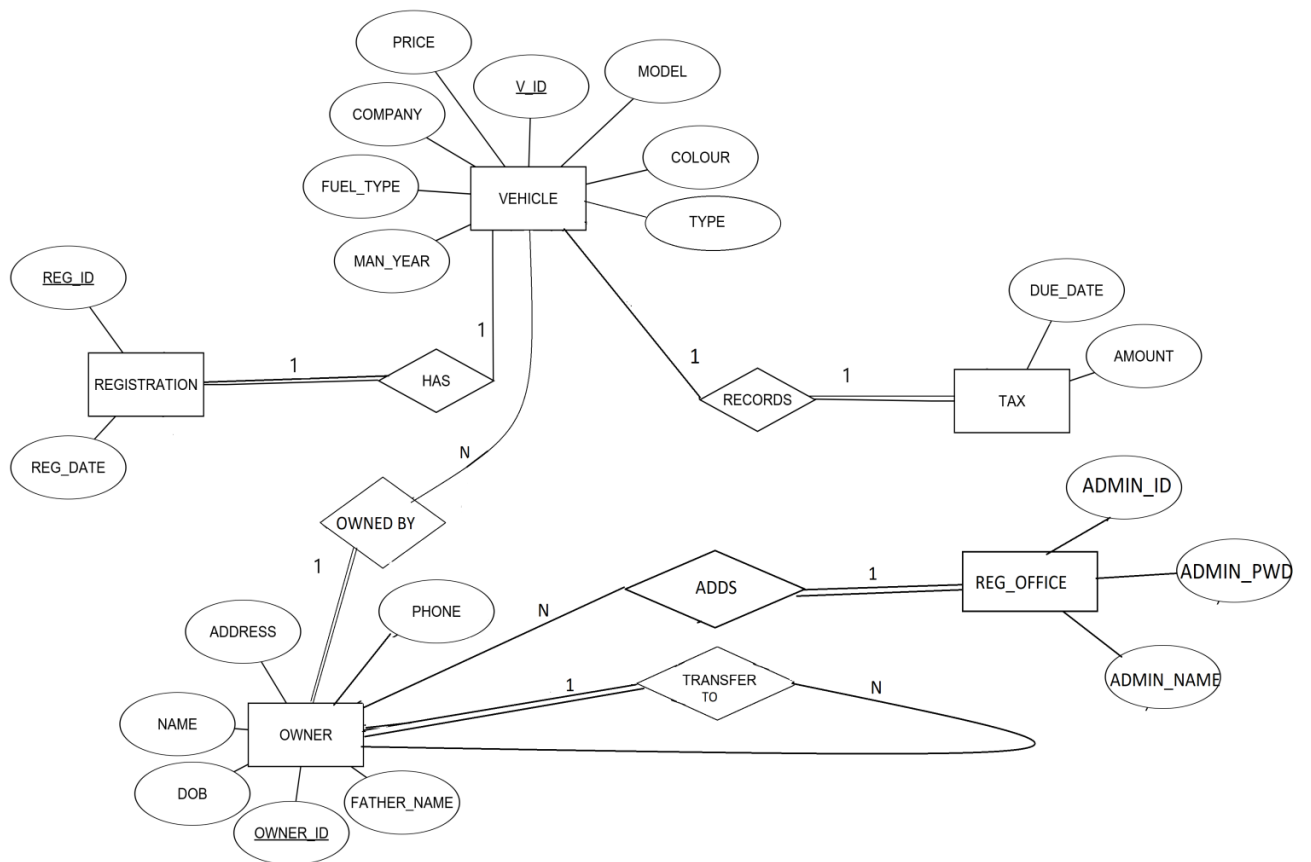 PRICE
V_ID
MODEL
COMPANY
COLOUR
FUEL_TYPE
VEHICLE
TYPE
MAN_YEAR
REG_ID
DUE_DATE
1
1
AMOUNT
1
1
REGISTRATION
HAS
RECORDS
TAX
N
REG_DATE
ADMIN_ID
OWNED BY
1
ADDS
1
REG_OFFICE
ADMIN_PWD
N
PHONE
ADDRESS
TRANSFER
TO
1
N
ADMIN_NAME
NAME
OWNER
DOB
FATHER_NAME
OWNER_ID